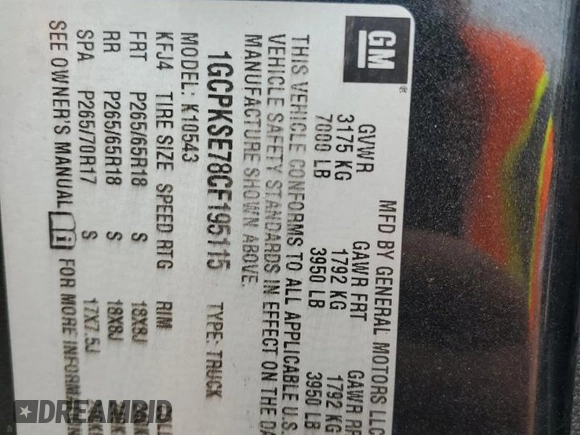 GM
MFD BY GENERAL MOTORS LLC
GVWR GAWR FRT GAWR RR
3175 KG 1792 KG 1792 KG
7000 LB 3950 LB 3950 LB
THIS VEHICLE CONFORMS TO ALL APPLICABLE U.S.
VEHICLE SAFETY STANDARDS IN EFFECT ON THE
MANUFACTURE SHOWN ABOVE.
1GCPKSE78CF195115 TYPE: TRUCK
MODEL: K10543
KFJ4 TIRE SIZE SPEED RTG RIM
FRT P265/65R18 S 18X8J
RR P265/65R18 S 18X8J
SPA P265/70R17 S 17X7.5J
SEE OWNER'S MANUAL FOR MORE
DREAMBID